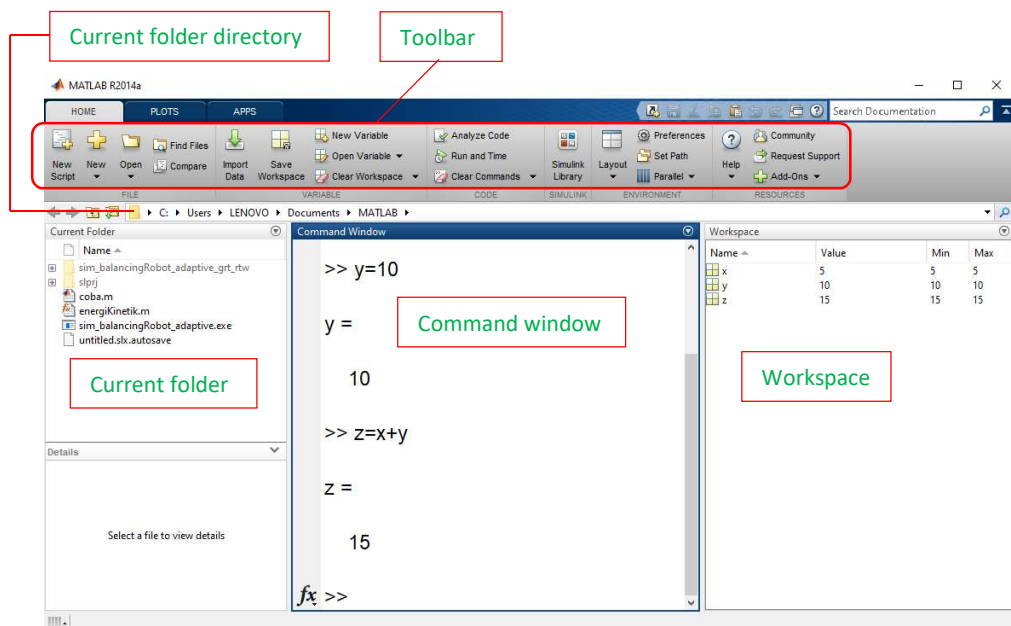 Current folder directory
Toolbar
MATLAB R2014a
HOME PLOTS APPS
Search Documentation
New Script
New
Open
Find Files
Compare
Import Data
Save Workspace
New Variable
Open Variable
Clear Workspace
Analyze Code
Run and Time
Clear Commands
Simulink Library
Layout
Preferences
Set Path
Parallel
Help
Community
Request Support
Add-Ons
FILE VARIABLE CODE SIMULINK ENVIRONMENT RESOURCES
C: Users LENOVO Documents MATLAB
Current Folder
Name
sim_balancingRobot_adaptive_grt_rtw
slprj
coba.m
energiKinetik.m
sim_balancingRobot_adaptive.exe
untitled.slx.autosave
Current folder
Details
Select a file to view details
Command Window
>> y=10
y =
10
>> z=x+y
z =
15
fx >>
Command window
Workspace
Name Value Min Max
x 5 5 5
y 10 10 10
z 15 15 15
Workspace